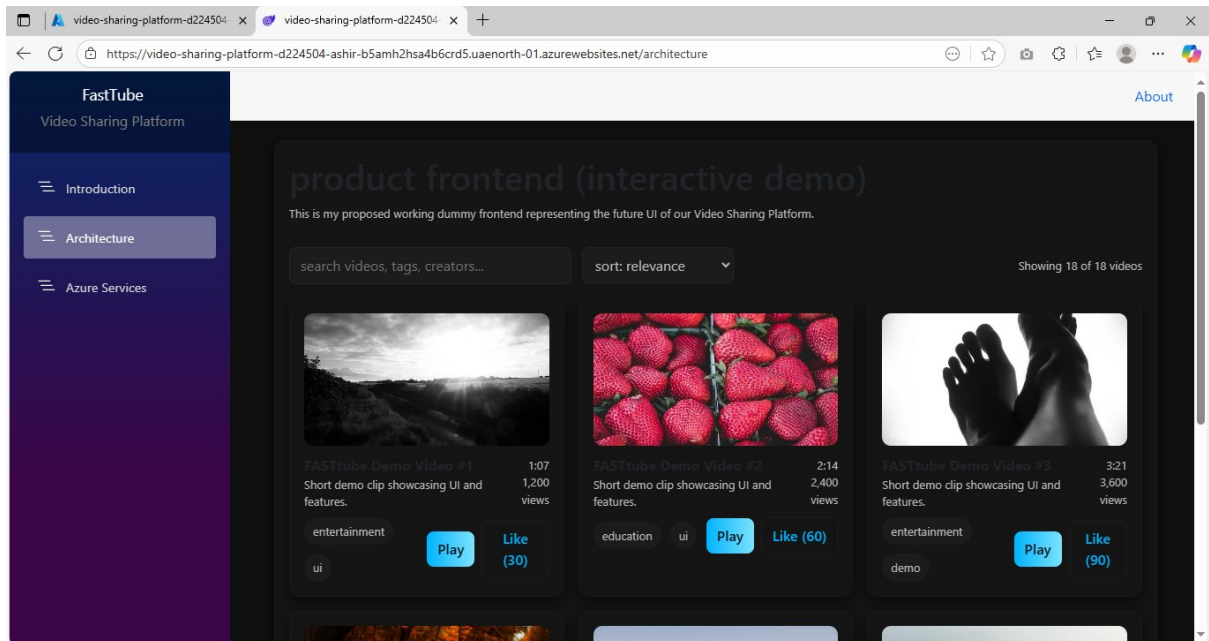 video-sharing-platform-d224504-
video-sharing-platform-d224504-
https://video-sharing-platform-d224504-ashir-b5amh2hsa4b6crd5.uaenorth-01.azurewebsites.net/architecture
FastTube
Video Sharing Platform
Introduction
Architecture
Azure Services
About
product frontend (interactive demo)
This is my proposed working dummy frontend representing the future UI of our Video Sharing Platform.
search videos, tags, creators...
sort: relevance
Showing 18 of 18 videos
FASTtube Demo Video #1
1:07
Short demo clip showcasing UI and
features.
1,200
views
entertainment
ui
Play
Like
(30)
FASTtube Demo Video #2
2:14
Short demo clip showcasing UI and
features.
2,400
views
education
ui
Play
Like (60)
FASTtube Demo Video #3
3:21
Short demo clip showcasing UI and
features.
3,600
views
entertainment
demo
Play
Like
(90)